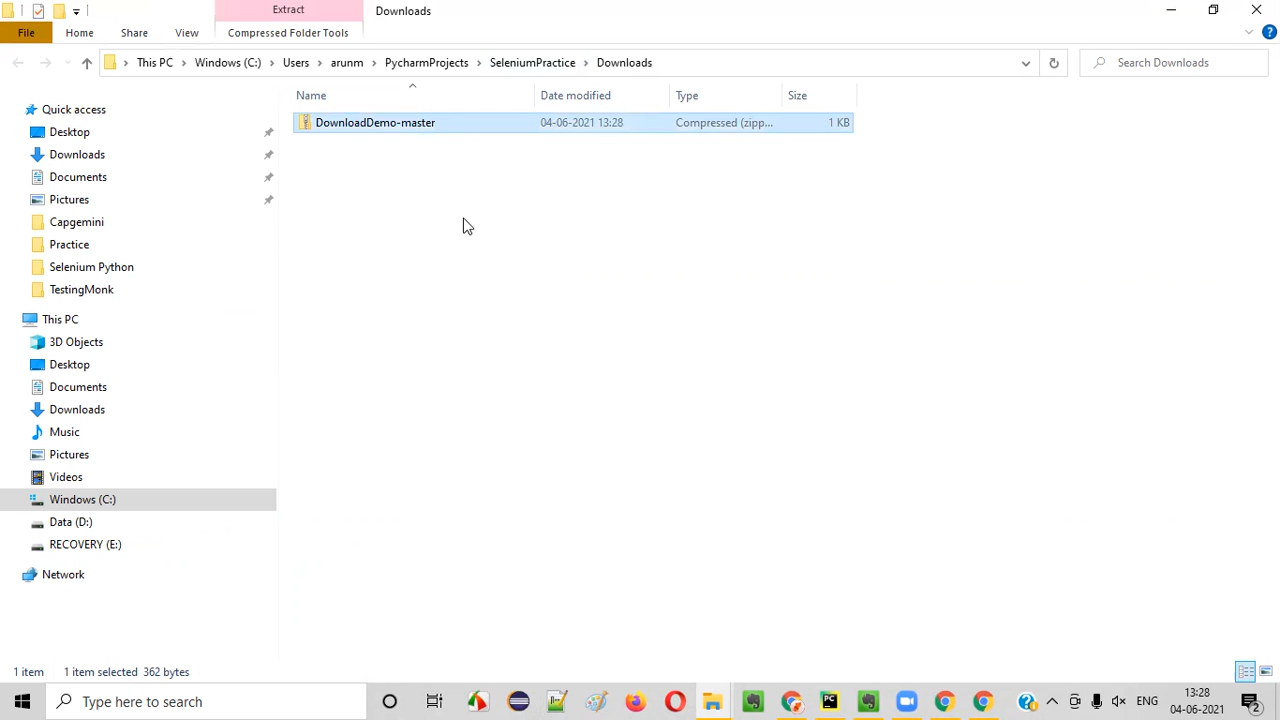 Extract
Downloads
File
Home
Share
View
Compressed Folder Tools
This PC
Windows (C:)
Users
arunm
PycharmProjects
SeleniumPractice
Downloads
Search Downloads
Name
Date modified
Type
Size
DownloadDemo-master
04-06-2021 13:28
Compressed (zipp...
1 KB
Quick access
Desktop
Downloads
Documents
Pictures
Capgemini
Practice
Selenium Python
TestingMonk
This PC
3D Objects
Desktop
Documents
Downloads
Music
Pictures
Videos
Windows (C:)
Data (D:)
RECOVERY (E:)
Network
1 item
1 item selected 362 bytes
Type here to search
PC
ENG
13:28
04-06-2021
2